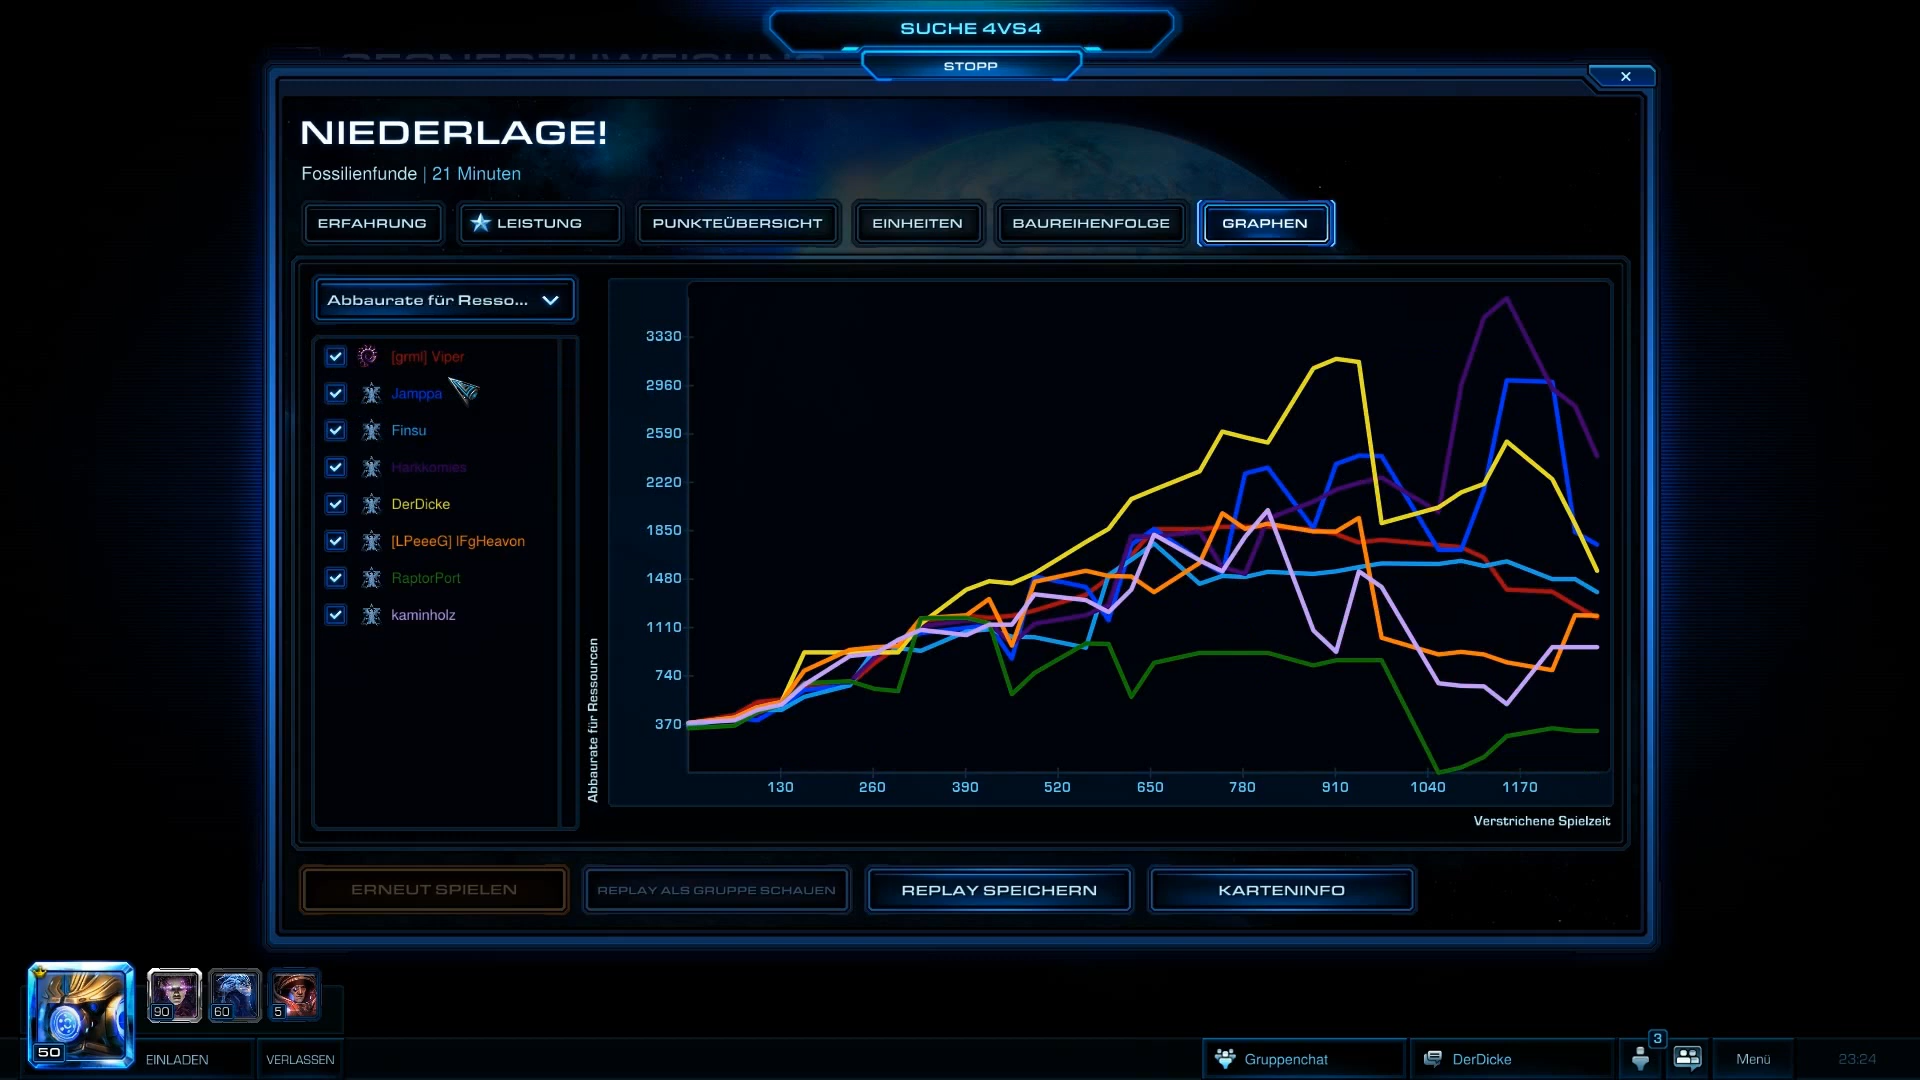 SUCHE 4VS4
STOPP
X
NIEDERLAGE!
Fossilienfunde | 21 Minuten
ERFAHRUNG
LEISTUNG
PUNKTEÜBERSICHT
EINHEITEN
BAUREIHENFOLGE
GRAPHEN
Abbaurate für Resso...
[grml] Viper
Jamppa
Finsu
Harkkomies
DerDicke
[LPeeeG] lFgHeavon
RaptorPort
kaminholz
Abbaurate für Ressourcen
3330
2960
2590
2220
1850
1480
1110
740
370
130 260 390 520 650 780 910 1040 1170
Verstrichene Spielzeit
ERNEUT SPIELEN
REPLAY ALS GRUPPE SCHAUEN
REPLAY SPEICHERN
KARTENINFO
50
90
60
5
EINLADEN
VERLASSEN
Gruppenchat
DerDicke
3
Menü
23:24